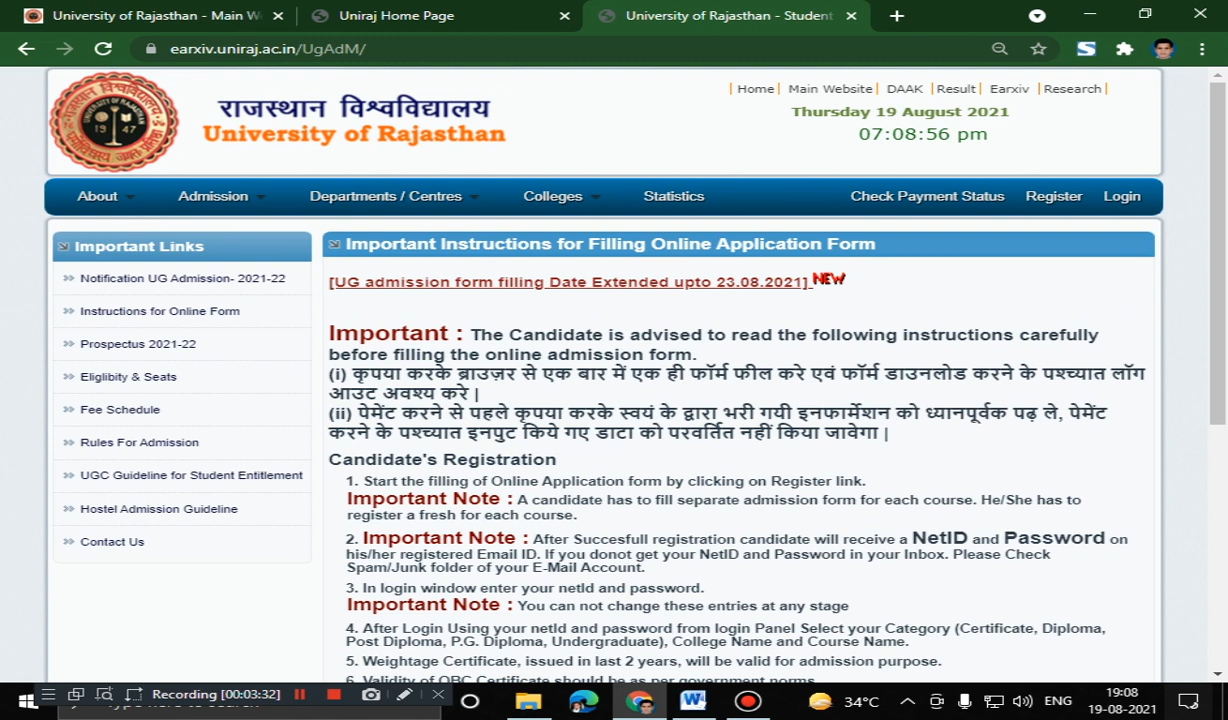 University of Rajasthan - Main W
Uniraj Home Page
University of Rajasthan - Student
earxiv.uniraj.ac.in/UgAdM/
राजस्थान विश्वविद्यालय
University of Rajasthan
| Home | Main Website | DAAK | Result | Earxiv | Research |
Thursday 19 August 2021
07:08:56 pm
About Admission Departments / Centres Colleges Statistics Check Payment Status Register Login
Important Links
Notification UG Admission- 2021-22
Instructions for Online Form
Prospectus 2021-22
Eliglibity & Seats
Fee Schedule
Rules For Admission
UGC Guideline for Student Entitlement
Hostel Admission Guideline
Contact Us
Important Instructions for Filling Online Application Form
[UG admission form filling Date Extended upto 23.08.2021] NEW
Important : The Candidate is advised to read the following instructions carefully
before filling the online admission form.
(i) कृपया करके ब्राउज़र से एक बार में एक ही फॉर्म फील करे एवं फॉर्म डाउनलोड करने के पश्च्यात लॉग
आउट अवश्य करे |
(ii) पेमेंट करने से पहले कृपया करके स्वयं के द्वारा भरी गयी इनफार्मेशन को ध्यानपूर्वक पढ़ ले, पेमेंट
करने के पश्च्यात इनपुट किये गए डाटा को परवर्तित नहीं किया जावेगा |
Candidate's Registration
1. Start the filling of Online Application form by clicking on Register link.
Important Note : A candidate has to fill separate admission form for each course. He/She has to
register a fresh for each course.
2. Important Note : After Succesfull registration candidate will receive a NetID and Password on
his/her registered Email ID. If you donot get your NetID and Password in your Inbox. Please Check
Spam/Junk folder of your E-Mail Account.
3. In login window enter your netId and password.
Important Note : You can not change these entries at any stage
4. After Login Using your netId and password from login Panel Select your Category (Certificate, Diploma,
Post Diploma, P.G. Diploma, Undergraduate), College Name and Course Name.
5. Weightage Certificate, issued in last 2 years, will be valid for admission purpose.
6. Validity of OBC Certificate should be as per government norms
Recording [00:03:32]
34°C
ENG
19:08
19-08-2021